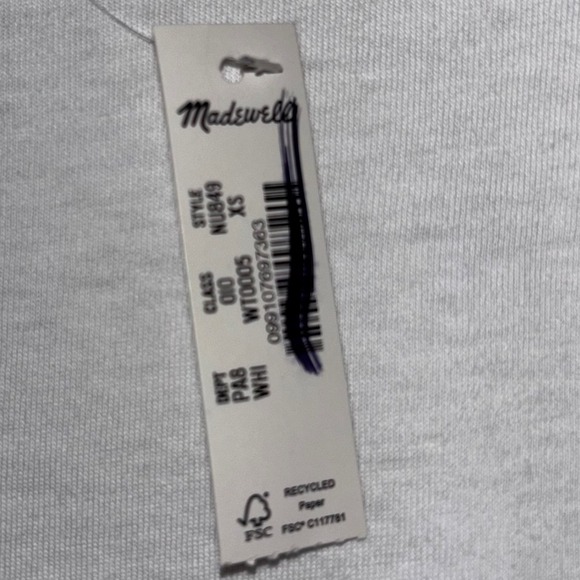 Madewell
DEPT CLASS STYLE
PA8 010 NU849
WHI WT0005 XS
099107697363
RECYCLED
Paper
FSC
FSC® C117781